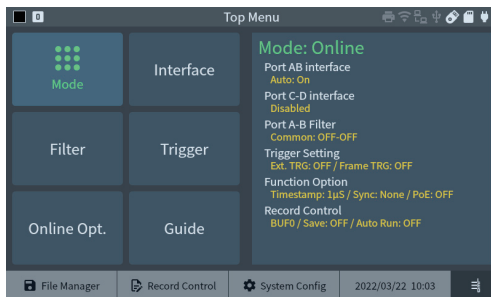 0
Top Menu
Mode
Interface
Filter
Trigger
Online Opt.
Guide
Mode: Online
Port AB interface
Auto: On
Port C-D interface
Disabled
Port A-B Filter
Common: OFF-OFF
Trigger Setting
Ext. TRG: OFF / Frame TRG: OFF
Function Option
Timestamp: 1μS / Sync: None / PoE: OFF
Record Control
BUF0 / Save: OFF / Auto Run: OFF
File Manager
Record Control
System Config
2022/03/22 10:03